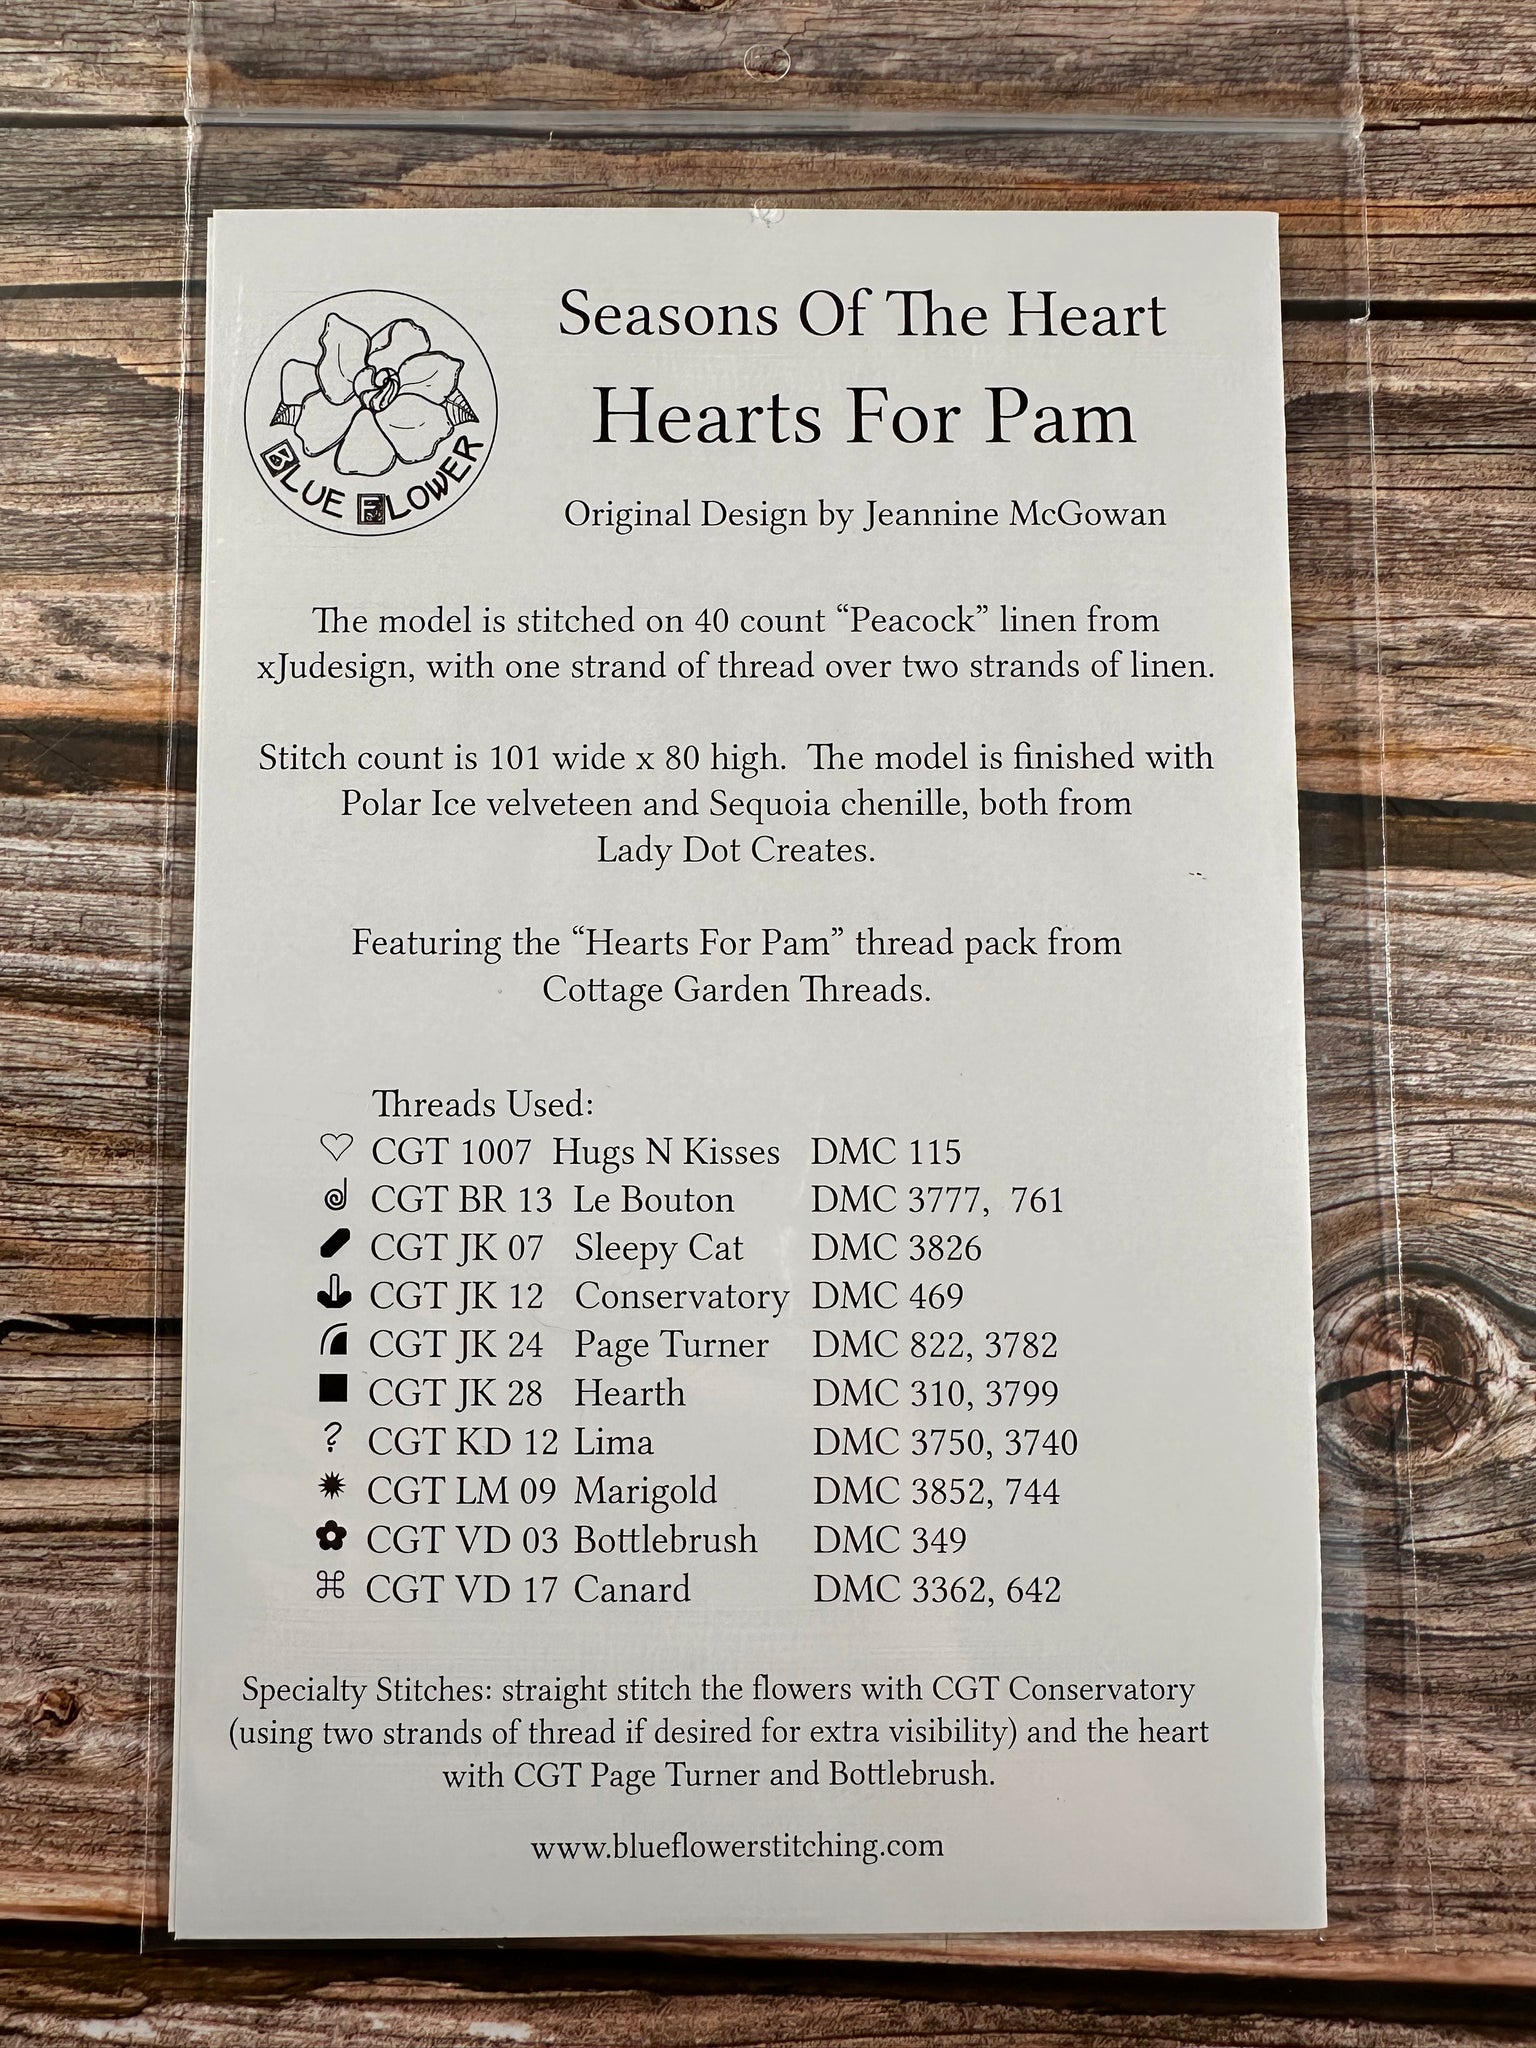 BLUE FLOWER
Seasons Of The Heart
Hearts For Pam
Original Design by Jeannine McGowan
The model is stitched on 40 count “Peacock” linen from
xJudesign, with one strand of thread over two strands of linen.
Stitch count is 101 wide x 80 high.  The model is finished with
Polar Ice velveteen and Sequoia chenille, both from
Lady Dot Creates.
Featuring the “Hearts For Pam” thread pack from
Cottage Garden Threads.
Threads Used:
♡ CGT 1007 Hugs N Kisses DMC 115
CGT BR 13 Le Bouton DMC 3777,  761
CGT JK 07 Sleepy Cat DMC 3826
CGT JK 12 Conservatory DMC 469
CGT JK 24 Page Turner DMC 822, 3782
■ CGT JK 28 Hearth DMC 310, 3799
? CGT KD 12 Lima DMC 3750, 3740
✹ CGT LM 09 Marigold DMC 3852, 744
✿ CGT VD 03 Bottlebrush DMC 349
⌘ CGT VD 17 Canard DMC 3362, 642
Specialty Stitches: straight stitch the flowers with CGT Conservatory
(using two strands of thread if desired for extra visibility) and the heart
with CGT Page Turner and Bottlebrush.
www.blueflowerstitching.com